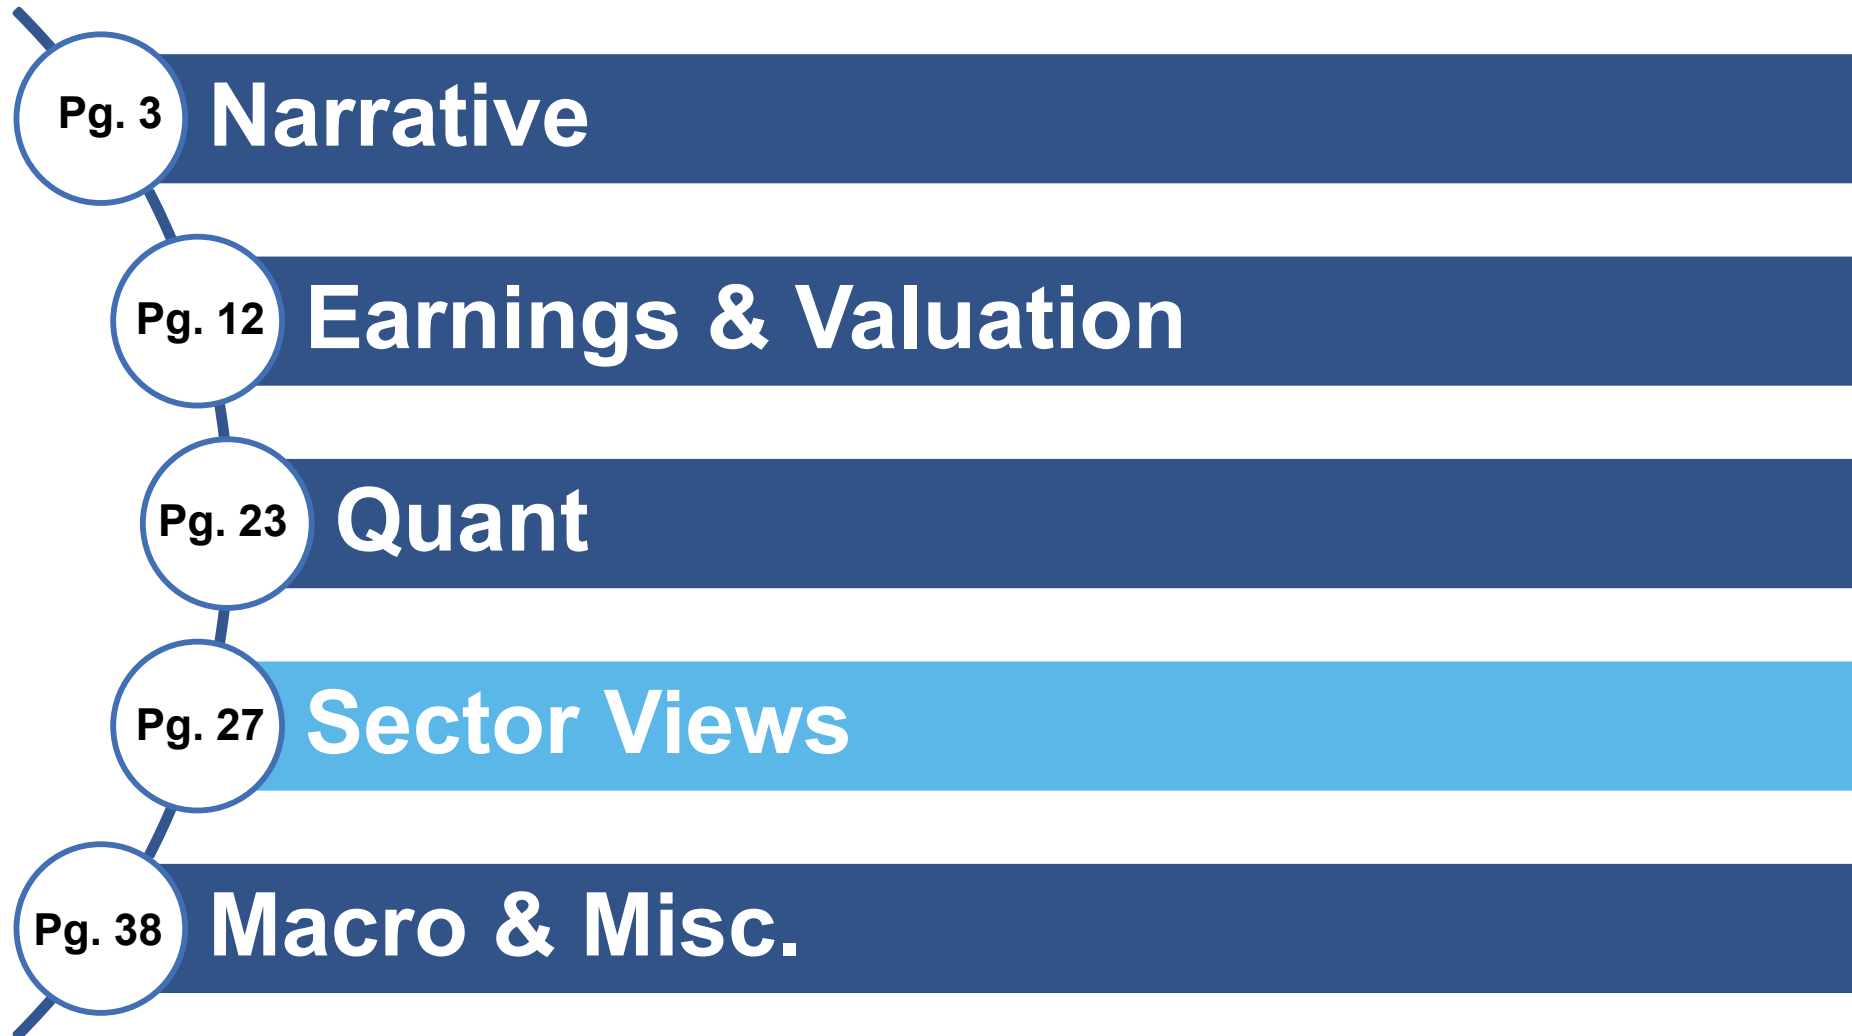 Pg. 3 Narrative
Pg. 12 Earnings & Valuation
Pg. 23 Quant
Pg. 27 Sector Views
Pg. 38 Macro & Misc.